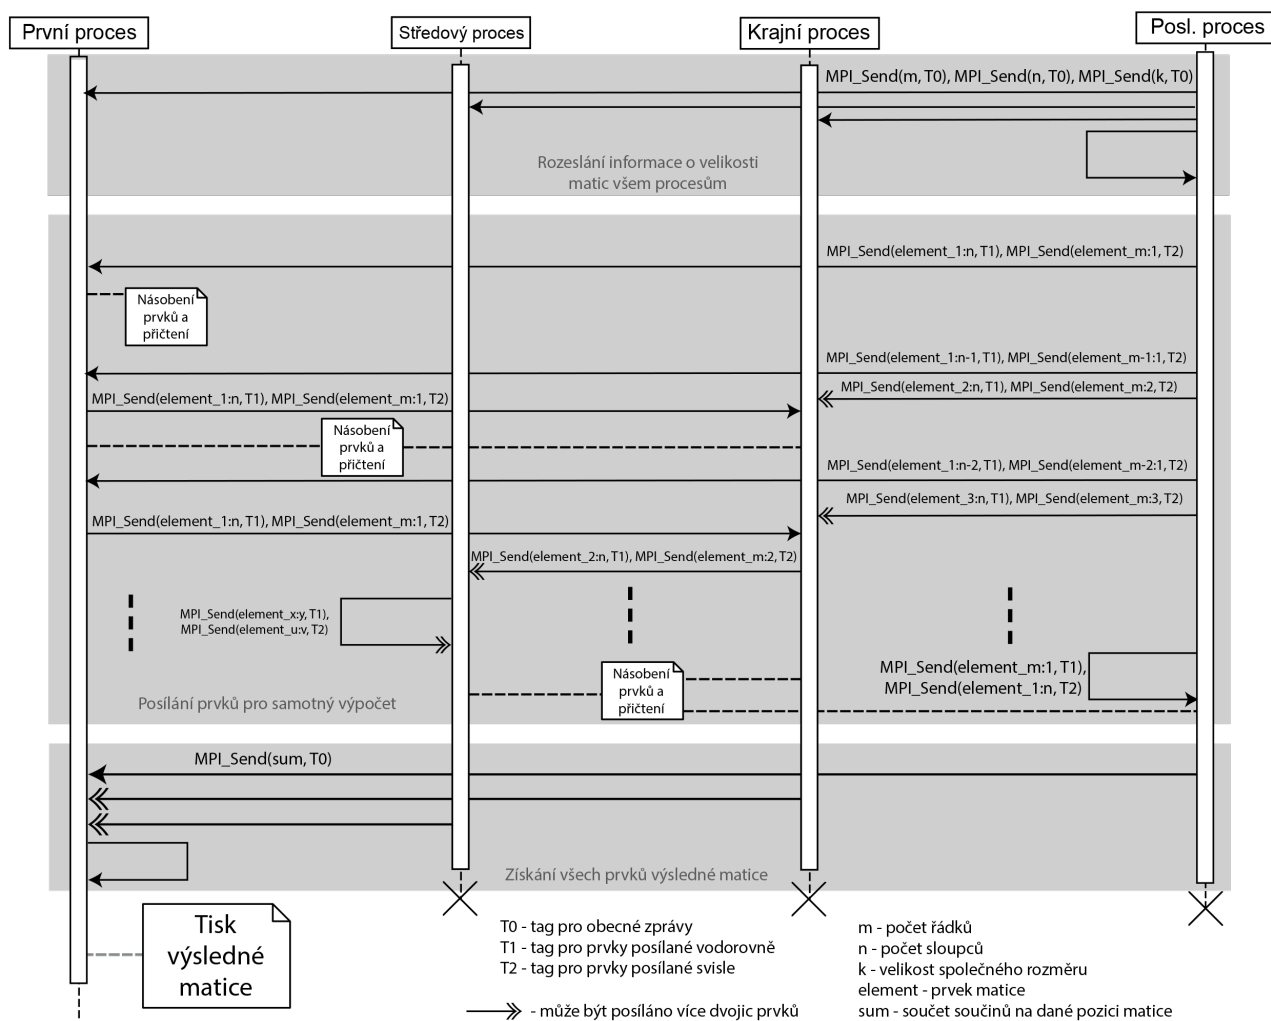 První proces
Středový proces
Krajní proces
Posl. proces
MPI_Send(m, T0), MPI_Send(n, T0), MPI_Send(k, T0)
Rozeslání informace o velikosti
matic všem procesům
MPI_Send(element_1:n, T1), MPI_Send(element_m:1, T2)
Násobení
prvků a
přičtení
MPI_Send(element_1:n-1, T1), MPI_Send(element_m-1:1, T2)
MPI_Send(element_2:n, T1), MPI_Send(element_m:2, T2)
MPI_Send(element_1:n, T1), MPI_Send(element_m:1, T2)
Násobení
prvků a
přičtení
MPI_Send(element_1:n-2, T1), MPI_Send(element_m-2:1, T2)
MPI_Send(element_3:n, T1), MPI_Send(element_m:3, T2)
MPI_Send(element_1:n, T1), MPI_Send(element_m:1, T2)
MPI_Send(element_2:n, T1), MPI_Send(element_m:2, T2)
MPI_Send(element_x:y, T1),
MPI_Send(element_u:v, T2)
MPI_Send(element_m:1, T1),
MPI_Send(element_1:n, T2)
Násobení
prvků a
přičtení
Posílání prvků pro samotný výpočet
MPI_Send(sum, T0)
Získání všech prvků výsledné matice
Tisk
výsledné
matice
T0 - tag pro obecné zprávy
T1 - tag pro prvky posílané vodorovně
T2 - tag pro prvky posílané svisle
- může být posíláno více dvojic prvků
m - počet řádků
n - počet sloupců
k - velikost společného rozměru
element - prvek matice
sum - součet součinů na dané pozici matice